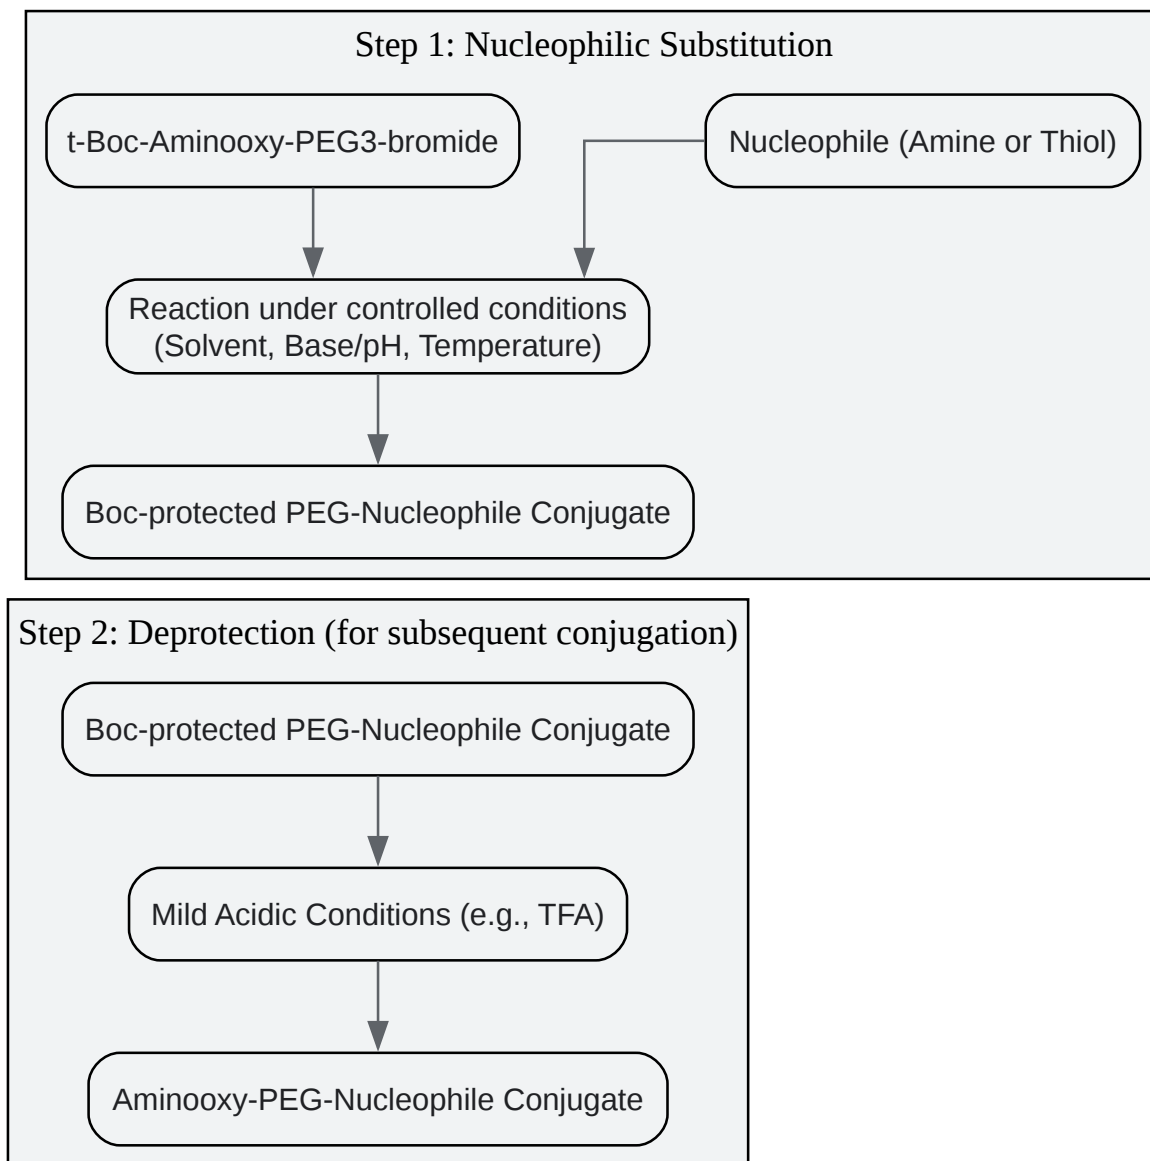 Step 1: Nucleophilic Substitution
t-Boc-Aminooxy-PEG3-bromide
Nucleophile (Amine or Thiol)
Reaction under controlled conditions
(Solvent, Base/pH, Temperature)
Boc-protected PEG-Nucleophile Conjugate
Step 2: Deprotection (for subsequent conjugation)
Boc-protected PEG-Nucleophile Conjugate
Mild Acidic Conditions (e.g., TFA)
Aminooxy-PEG-Nucleophile Conjugate